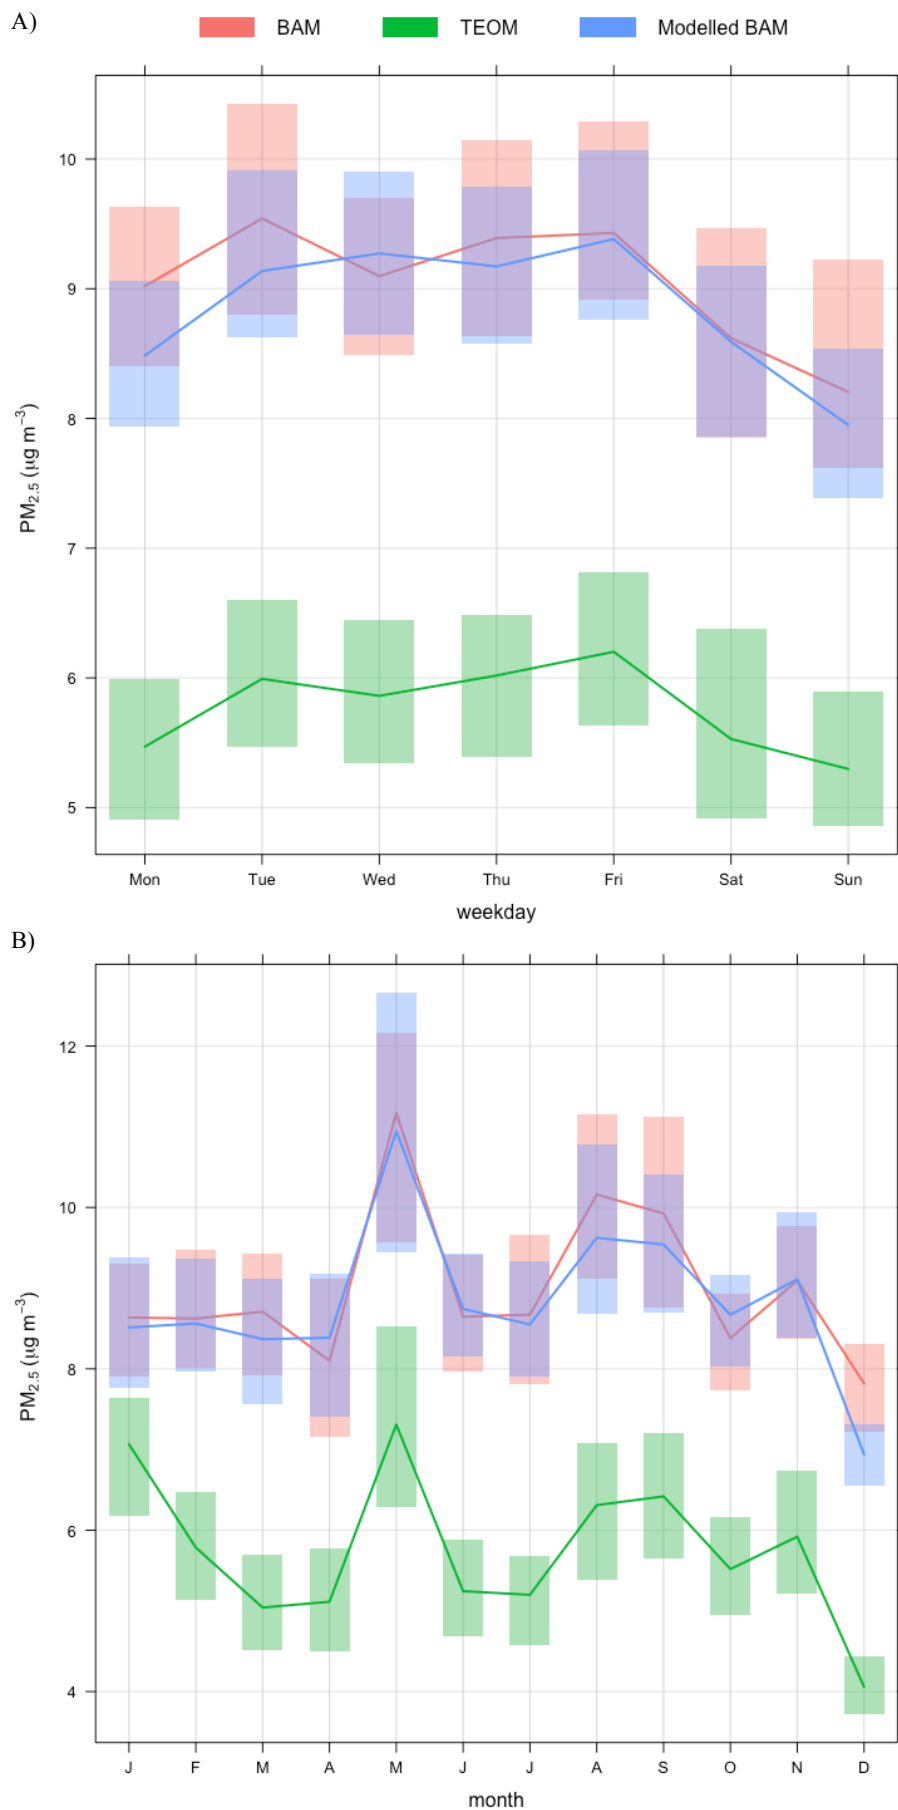 A)
BAM TEOM Modelled BAM
10
9
8
7
6
5
PM2.5 (μg m−3)
Mon Tue Wed Thu Fri Sat Sun
weekday
B)
12
10
8
6
4
PM2.5 (μg m−3)
J F M A M J J A S O N D
month